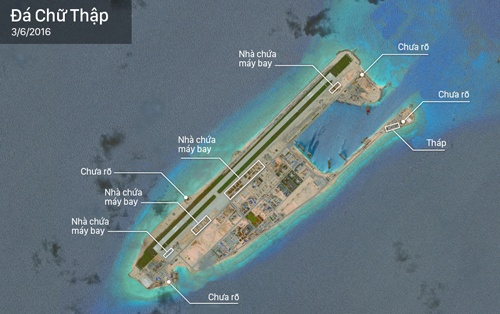 Đá Chữ Thập
3/6/2016
Nhà chứa
máy bay
Chưa rõ
Chưa rõ
Tháp
Nhà chứa
máy bay
Chưa rõ
Nhà chứa
máy bay
Nhà chứa
máy bay
Chưa rõ